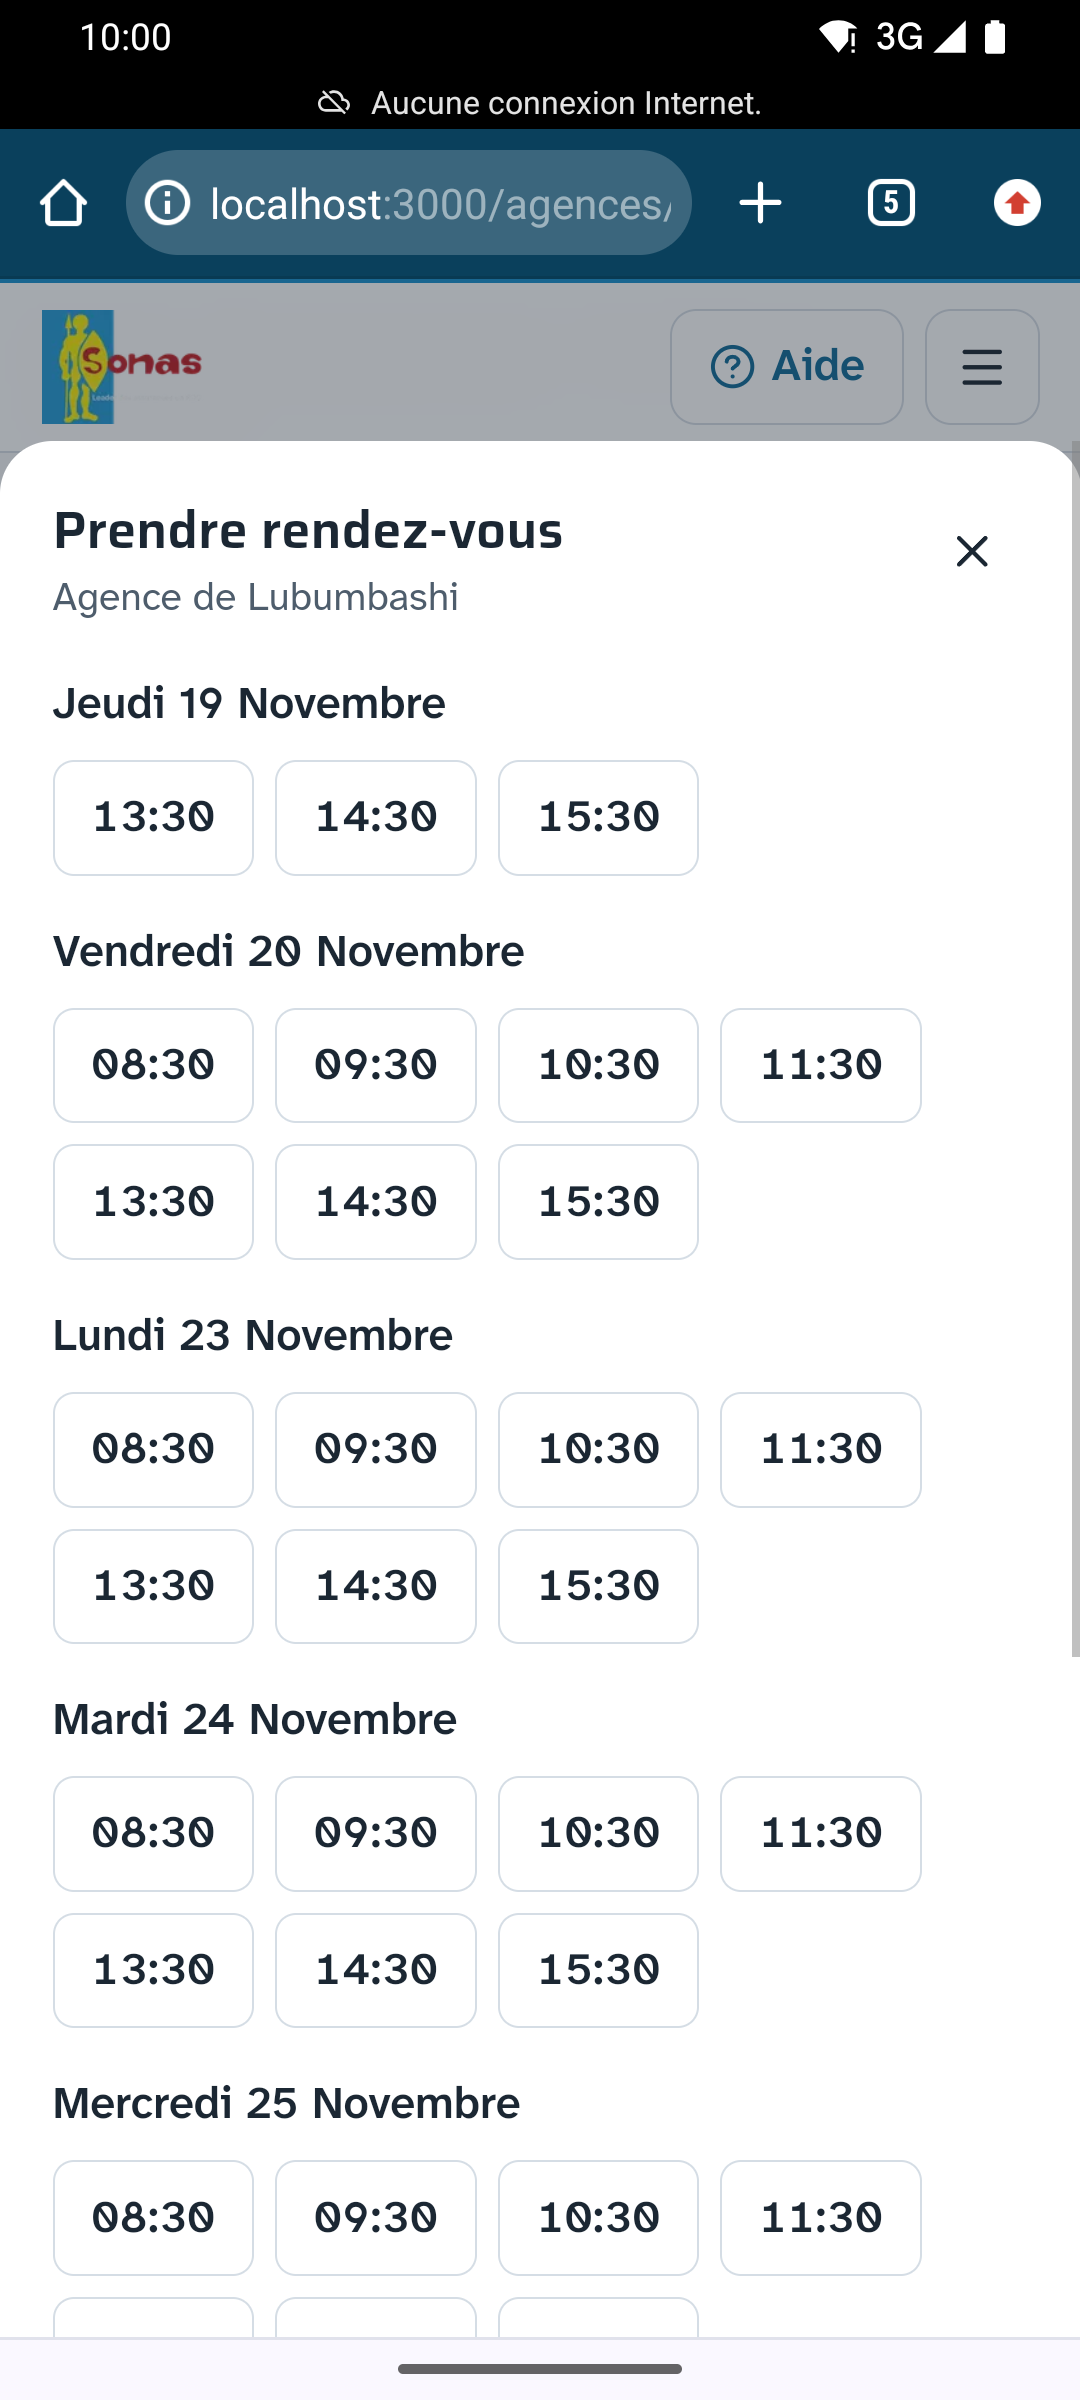 10:00
3G
Aucune connexion Internet.
localhost:3000/agences/
5
Sonas
Aide
Prendre rendez-vous
Agence de Lubumbashi
Jeudi 19 Novembre
13:30 14:30 15:30
Vendredi 20 Novembre
08:30 09:30 10:30 11:30
13:30 14:30 15:30
Lundi 23 Novembre
08:30 09:30 10:30 11:30
13:30 14:30 15:30
Mardi 24 Novembre
08:30 09:30 10:30 11:30
13:30 14:30 15:30
Mercredi 25 Novembre
08:30 09:30 10:30 11:30